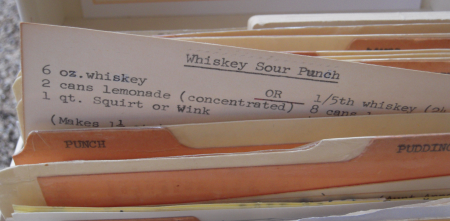 Whiskey Sour Punch
6 oz.whiskey
2 cans lemonade (concentrated) OR 1/5th whiskey
1 qt. Squirt or Wink 8 cans
(Makes
PUNCH
PUDDING